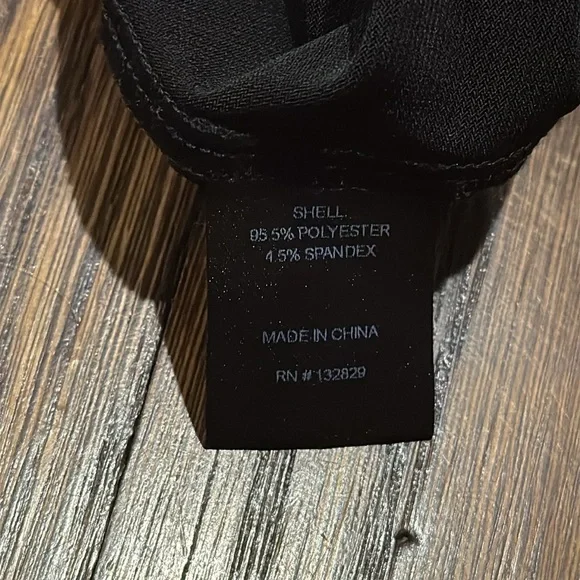 SHELL:
95.5% POLYESTER
4.5% SPANDEX
MADE IN CHINA
RN # 132829